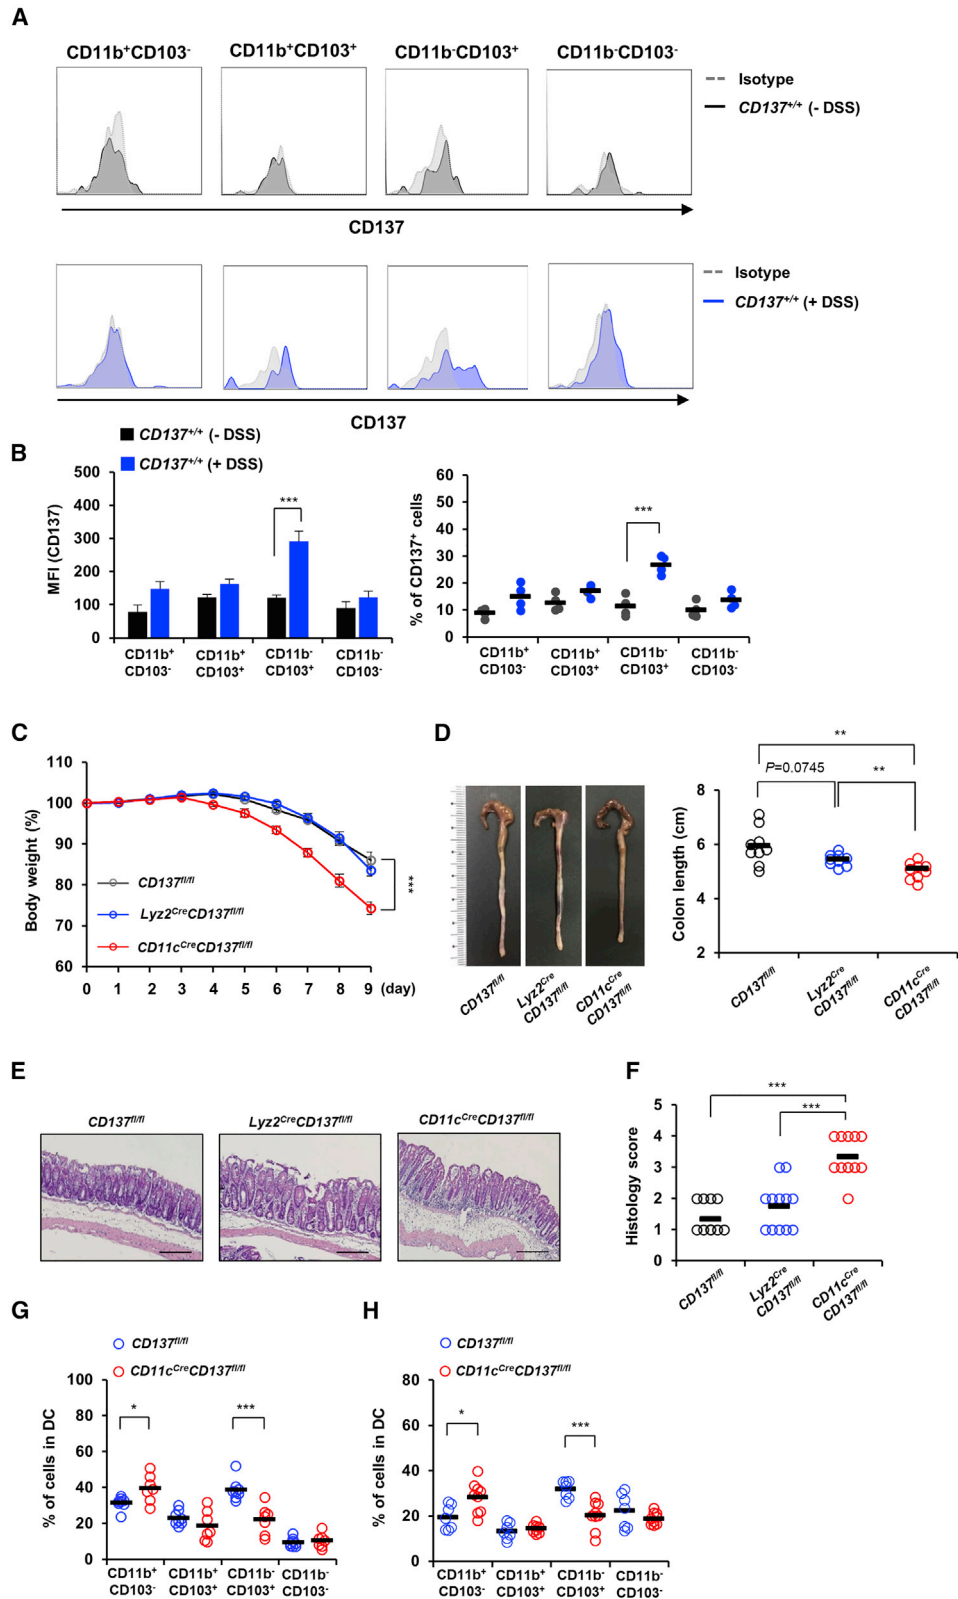 A
CD11b⁺CD103⁻ CD11b⁺CD103⁺ CD11b⁻CD103⁺ CD11b⁻CD103⁻
Isotype
CD137⁺/⁺ (- DSS)
CD137
Isotype
CD137⁺/⁺ (+ DSS)
CD137
B
CD137⁺/⁺ (- DSS)
CD137⁺/⁺ (+ DSS)
MFI (CD137)
500
400
300
200
100
0
***
CD11b⁺ CD11b⁺ CD11b⁻ CD11b⁻
CD103⁻ CD103⁺ CD103⁺ CD103⁻
% of CD137⁺ cells
60
50
40
30
20
10
0
***
CD11b⁺ CD11b⁺ CD11b⁻ CD11b⁻
CD103⁻ CD103⁺ CD103⁺ CD103⁻
C
Body weight (%)
110
100
90
80
70
60
CD137fl/fl
Lyz2CreCD137fl/fl
CD11cCreCD137fl/fl
***
0 1 2 3 4 5 6 7 8 9 (day)
D
CD137fl/fl
Lyz2Cre
CD137fl/fl
CD11cCre
CD137fl/fl
**
P=0.0745
**
Colon length (cm)
8
6
4
2
CD137fl/fl
Lyz2Cre
CD137fl/fl
CD11cCre
CD137fl/fl
E
CD137fl/fl Lyz2CreCD137fl/fl CD11cCreCD137fl/fl
F
***
***
Histology score
5
4
3
2
1
0
CD137fl/fl
Lyz2Cre
CD137fl/fl
CD11cCre
CD137fl/fl
G
CD137fl/fl
CD11cCreCD137fl/fl
% of cells in DC
100
80
60
40
20
0
* ***
CD11b⁺ CD11b⁺ CD11b⁻ CD11b⁻
CD103⁻ CD103⁺ CD103⁺ CD103⁻
H
CD137fl/fl
CD11cCreCD137fl/fl
% of cells in DC
80
60
40
20
0
* ***
CD11b⁺ CD11b⁺ CD11b⁻ CD11b⁻
CD103⁻ CD103⁺ CD103⁺ CD103⁻